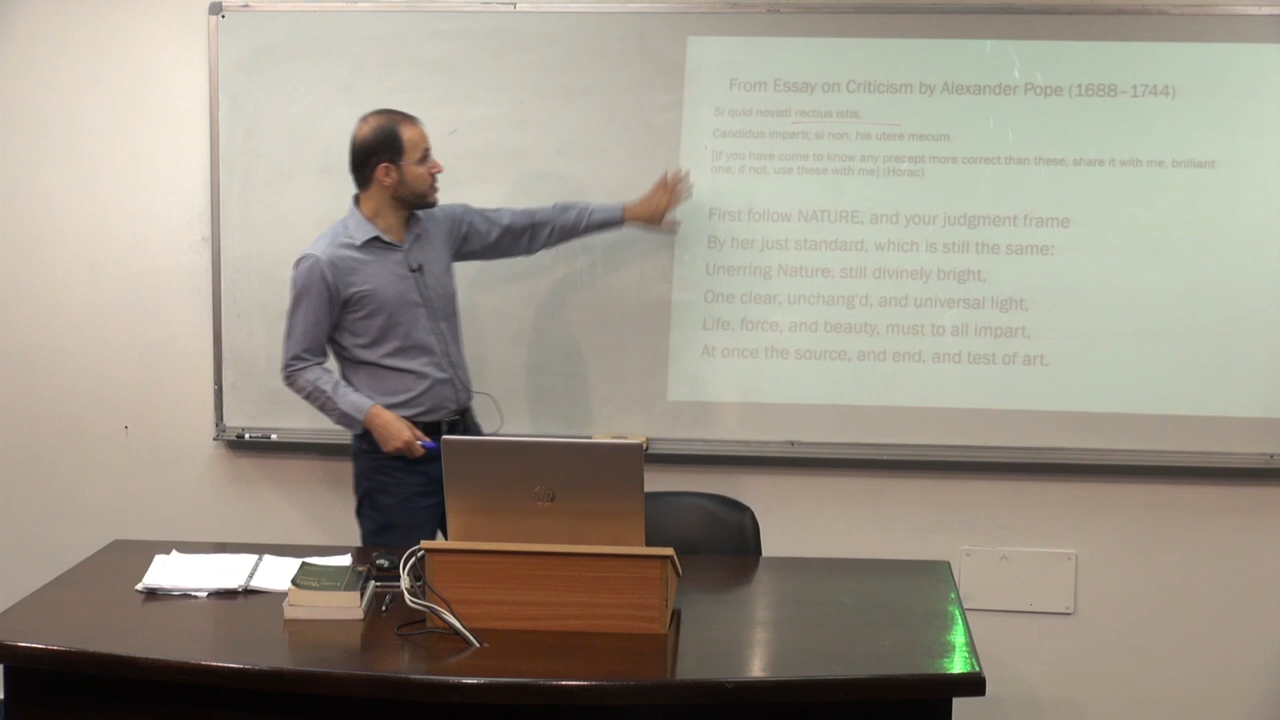 From Essay on Criticism by Alexander Pope (1688–1744)
Si quid novisti rectius istis,
Candidus imperti; si non, his utere mecum
[If you have come to know any precept more correct than these, share it with me, brilliant
one; if not, use these with me] (Horac)
First follow NATURE, and your judgment frame
By her just standard, which is still the same:
Unerring Nature, still divinely bright,
One clear, unchang'd, and universal light,
Life, force, and beauty, must to all impart,
At once the source, and end, and test of art.
hp